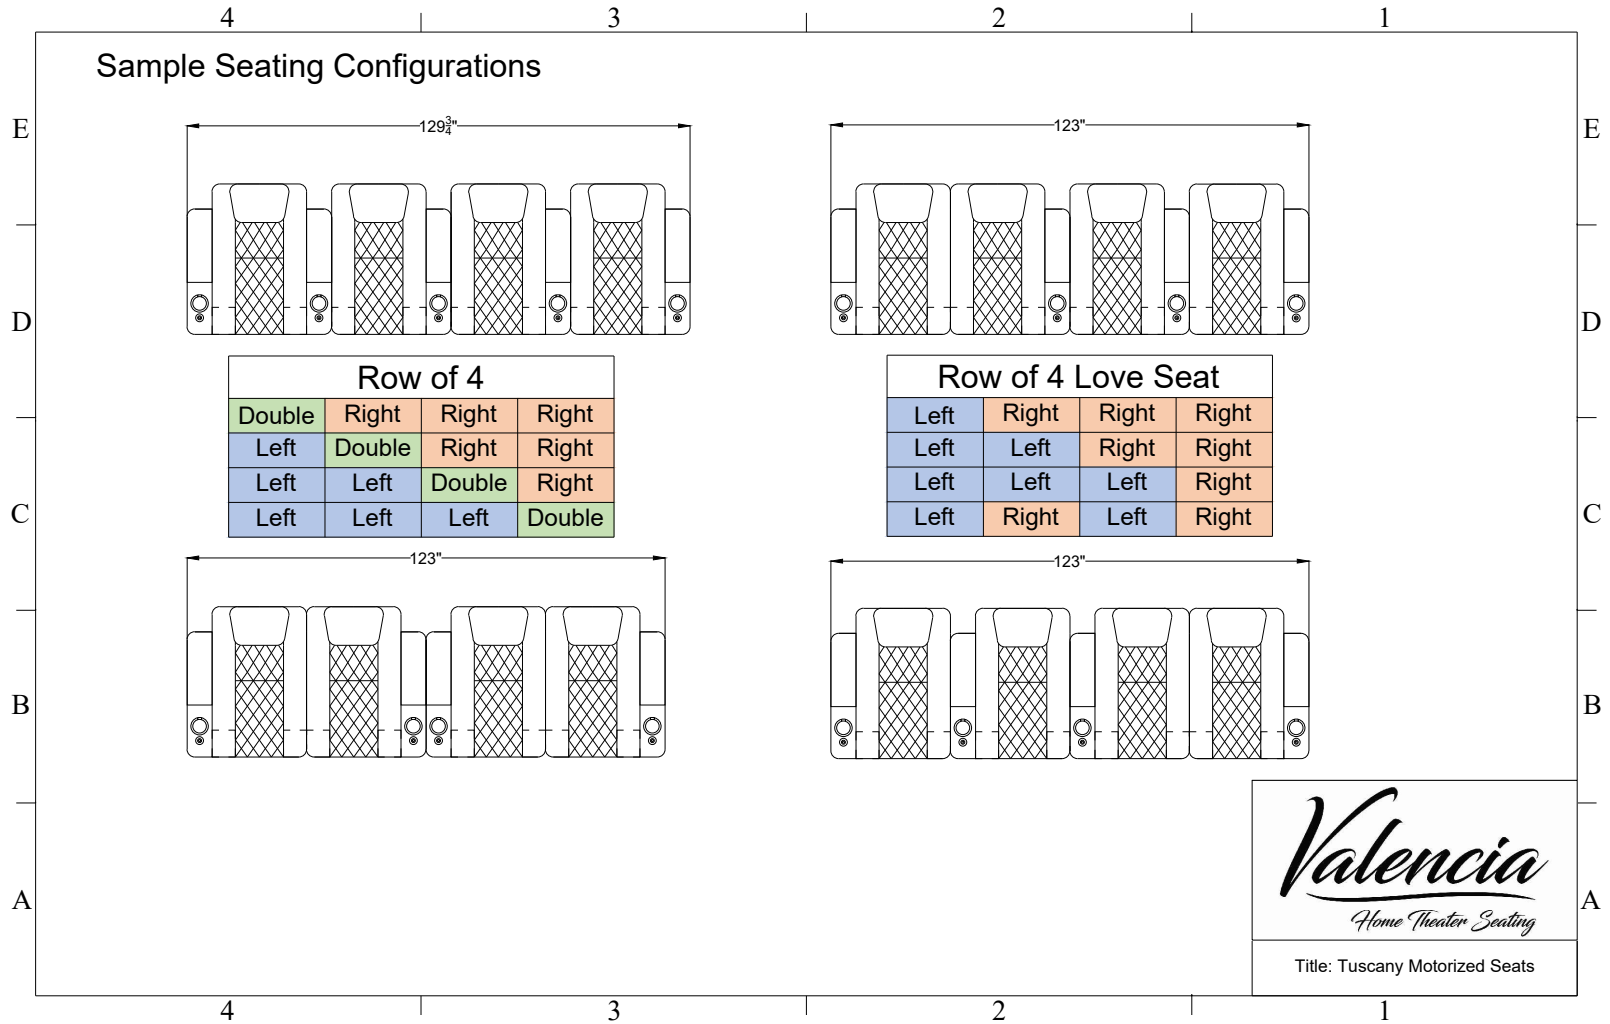 4 3 2 1
Sample Seating Configurations
E E
129¾" 123"
D D
Row of 4
Double Right Right Right
Left Double Right Right
Left Left Double Right
Left Left Left Double
Row of 4 Love Seat
Left Right Right Right
Left Left Right Right
Left Left Left Right
Left Right Left Right
C C
123" 123"
B B
Valencia
Home Theater Seating
A A
Title: Tuscany Motorized Seats
4 3 2 1